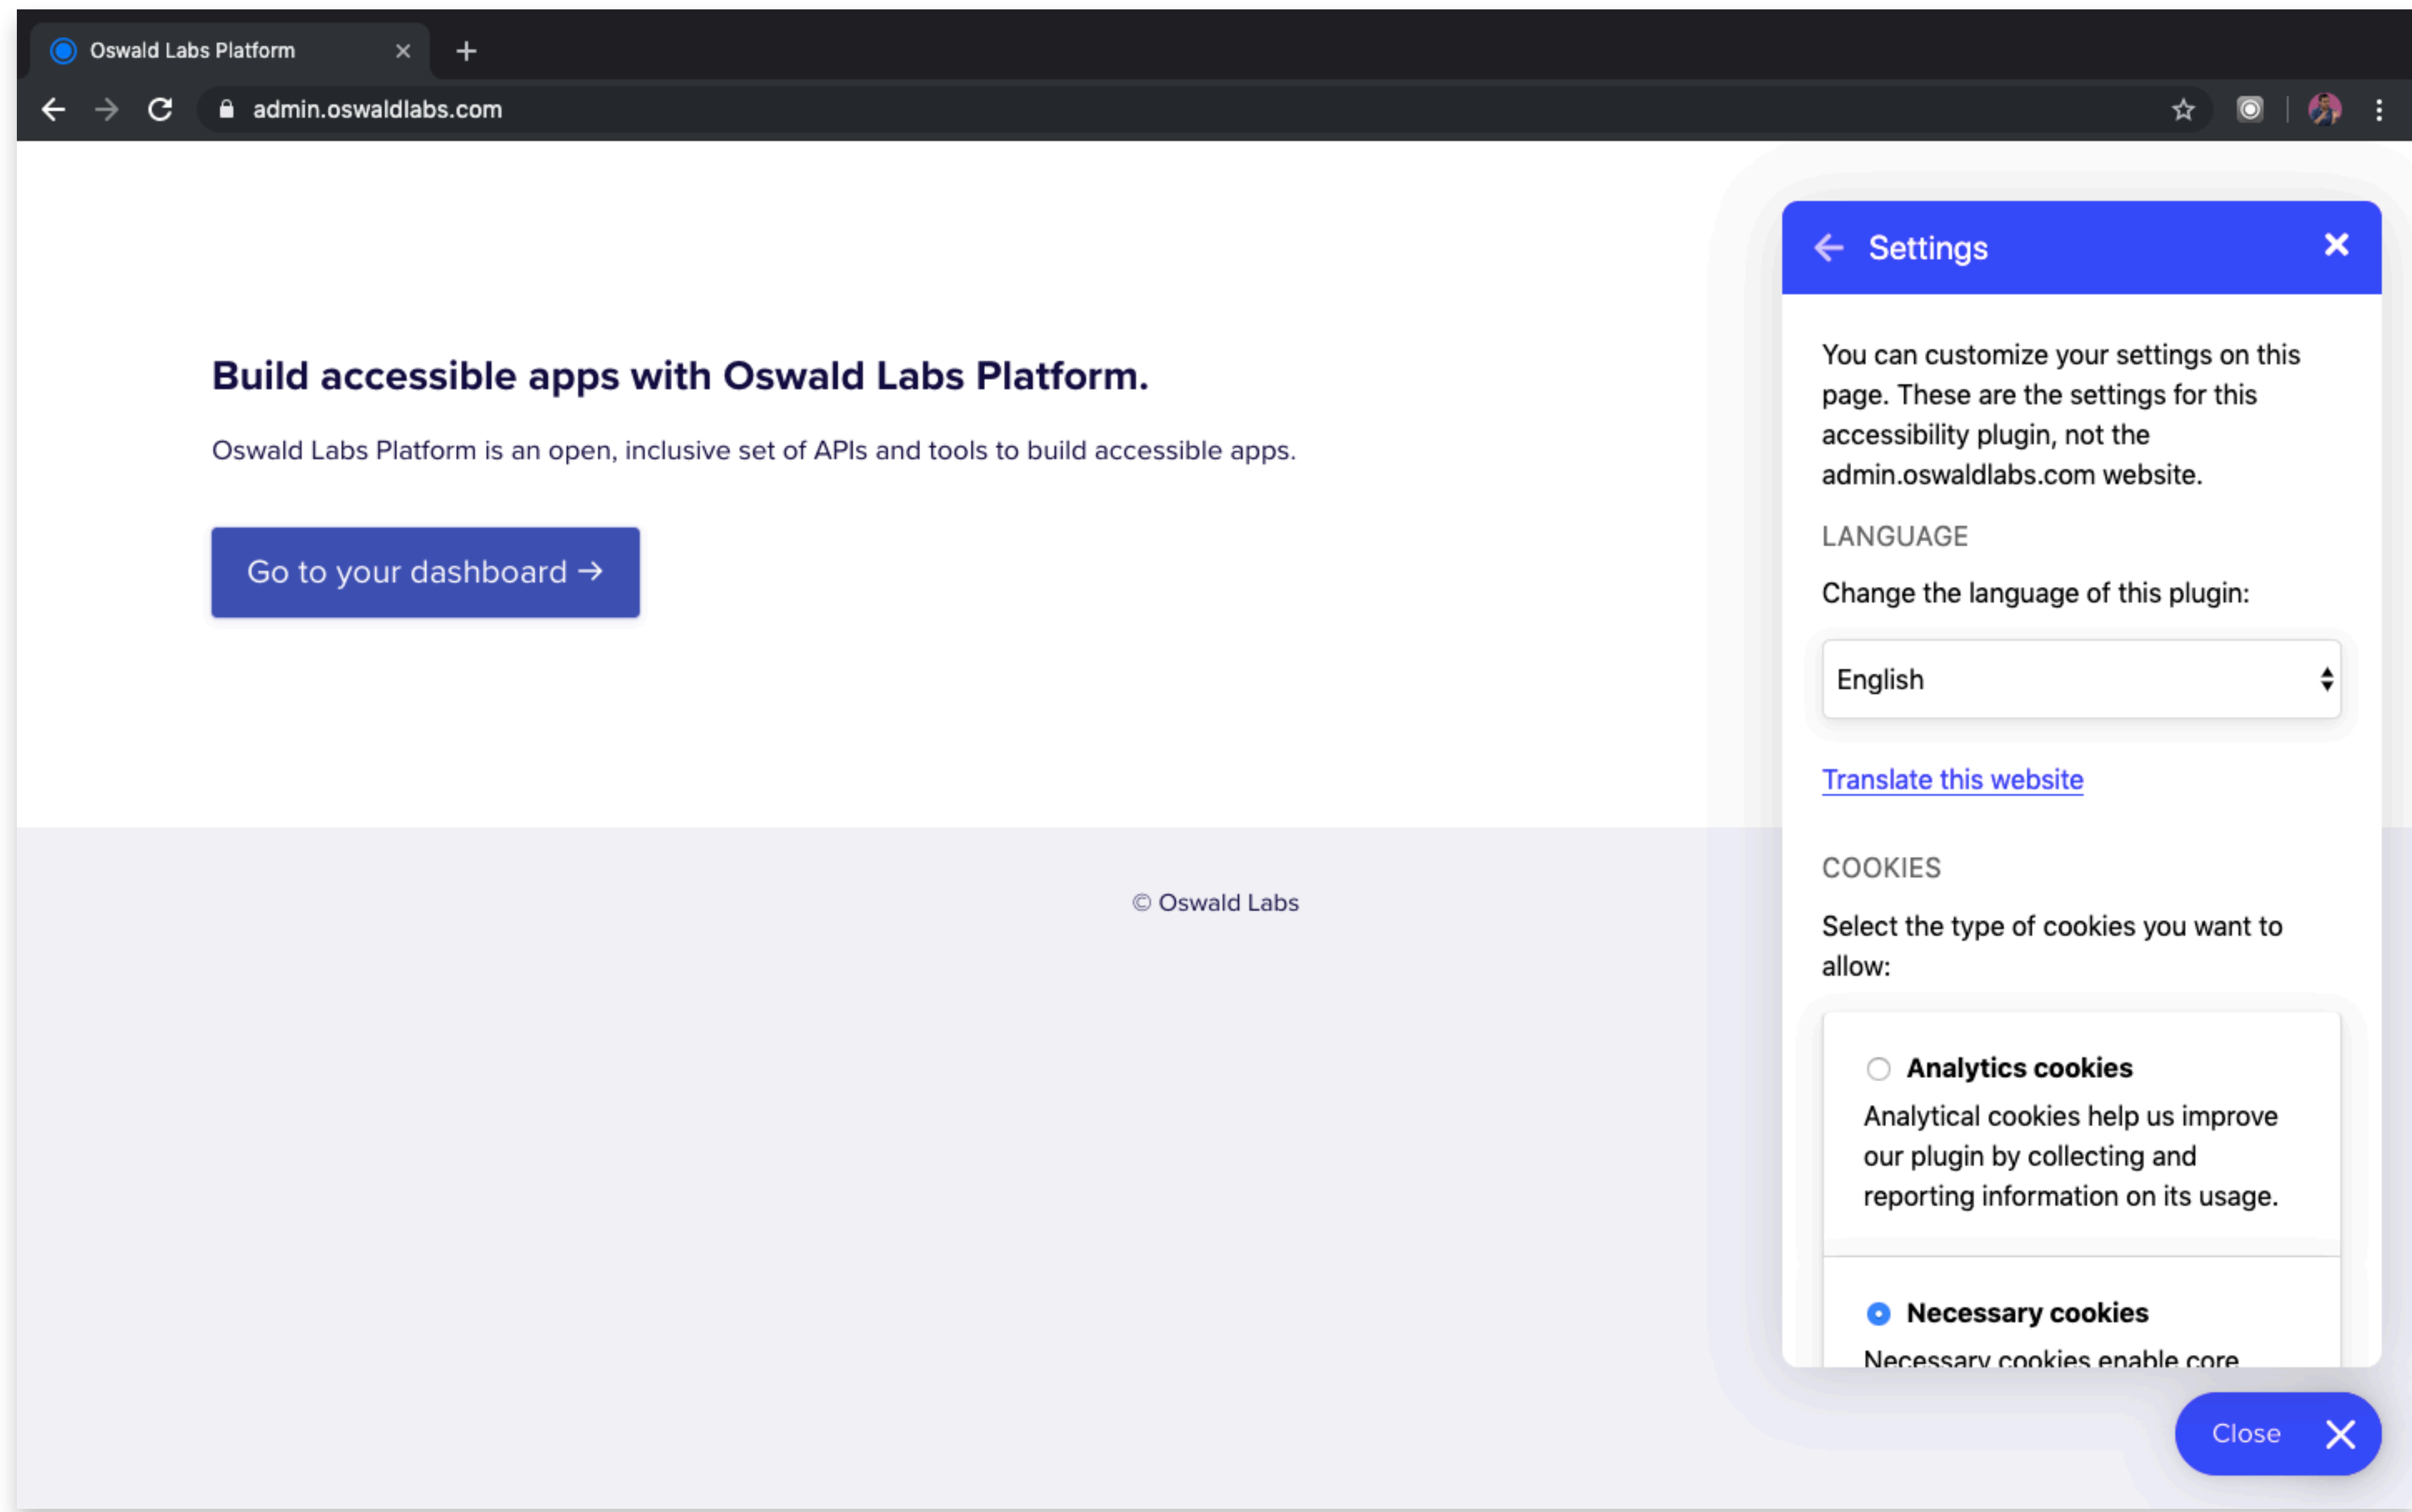 Oswald Labs Platform
admin.oswaldlabs.com
Build accessible apps with Oswald Labs Platform.
Oswald Labs Platform is an open, inclusive set of APIs and tools to build accessible apps.
Go to your dashboard →
© Oswald Labs
← Settings
You can customize your settings on this
page. These are the settings for this
accessibility plugin, not the
admin.oswaldlabs.com website.
LANGUAGE
Change the language of this plugin:
English
Translate this website
COOKIES
Select the type of cookies you want to
allow:
Analytics cookies
Analytical cookies help us improve
our plugin by collecting and
reporting information on its usage.
Necessary cookies
Necessary cookies enable core
Close